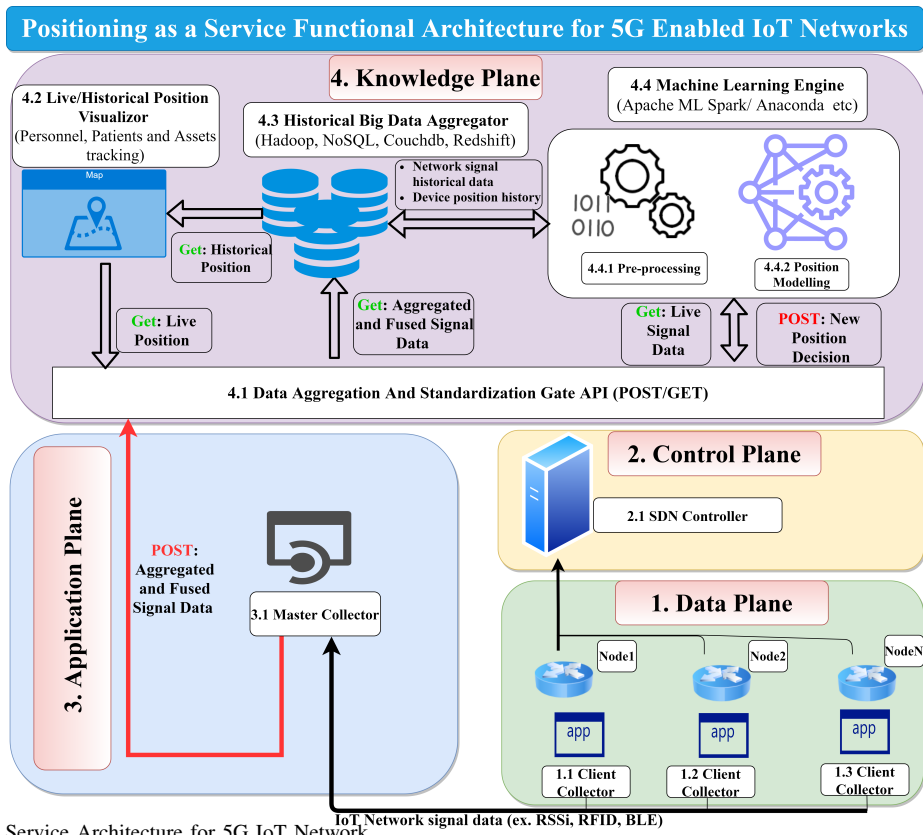 Positioning as a Service Functional Architecture for 5G Enabled IoT Networks
4. Knowledge Plane
4.2 Live/Historical Position
Visualizor
(Personnel, Patients and Assets
tracking)
4.3 Historical Big Data Aggregator
(Hadoop, NoSQL, Couchdb, Redshift)
4.4 Machine Learning Engine
(Apache ML Spark/ Anaconda etc)
Map
• Network signal
historical data
• Device position history
1011
0110
4.4.1 Pre-processing
4.4.2 Position
Modelling
Get: Historical
Position
Get: Live
Position
Get: Aggregated
and Fused Signal
Data
Get: Live
Signal
Data
POST: New
Position
Decision
4.1 Data Aggregation And Standardization Gate API (POST/GET)
3. Application Plane
POST:
Aggregated
and Fused
Signal Data
3.1 Master Collector
2. Control Plane
2.1 SDN Controller
1. Data Plane
Node1
Node2
NodeN
app
app
app
1.1 Client
Collector
1.2 Client
Collector
1.3 Client
Collector
IoT Network signal data (ex. RSSi, RFID, BLE)
Service Architecture for 5G IoT Network